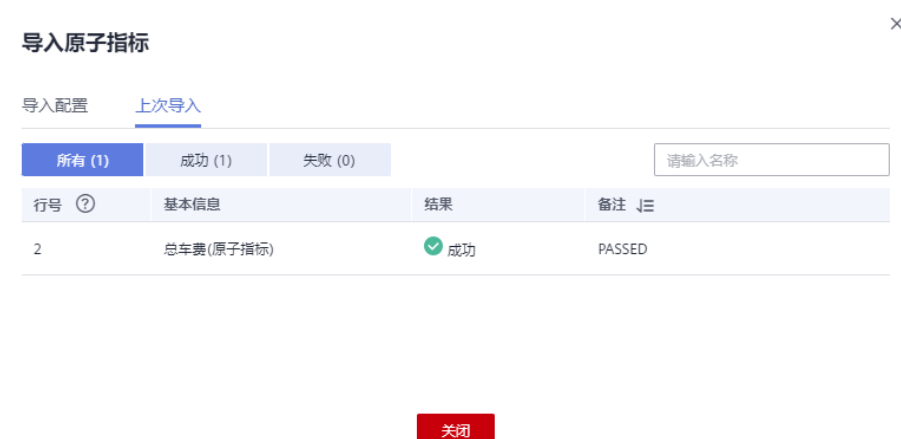 导入原子指标
导入配置 上次导入
所有 (1) 成功 (1) 失败 (0) 请输入名称
行号 ? 基本信息 结果 备注
2 总车费(原子指标) 成功 PASSED
关闭